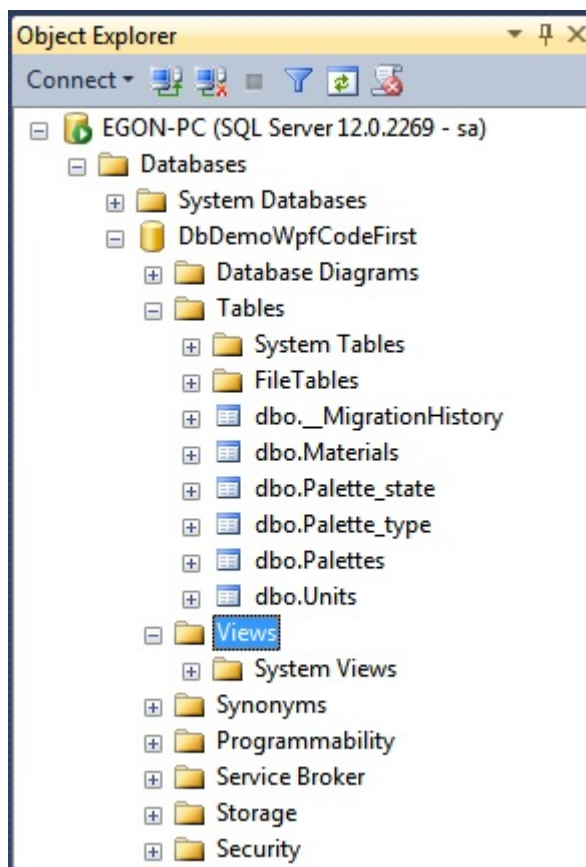 Object Explorer
Connect
EGON-PC (SQL Server 12.0.2269 - sa)
Databases
System Databases
DbDemoWpfCodeFirst
Database Diagrams
Tables
System Tables
FileTables
dbo.__MigrationHistory
dbo.Materials
dbo.Palette_state
dbo.Palette_type
dbo.Palettes
dbo.Units
Views
System Views
Synonyms
Programmability
Service Broker
Storage
Security